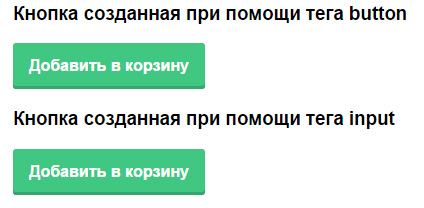 Кнопка созданная при помощи тега button
Добавить в корзину
Кнопка созданная при помощи тега input
Добавить в корзину